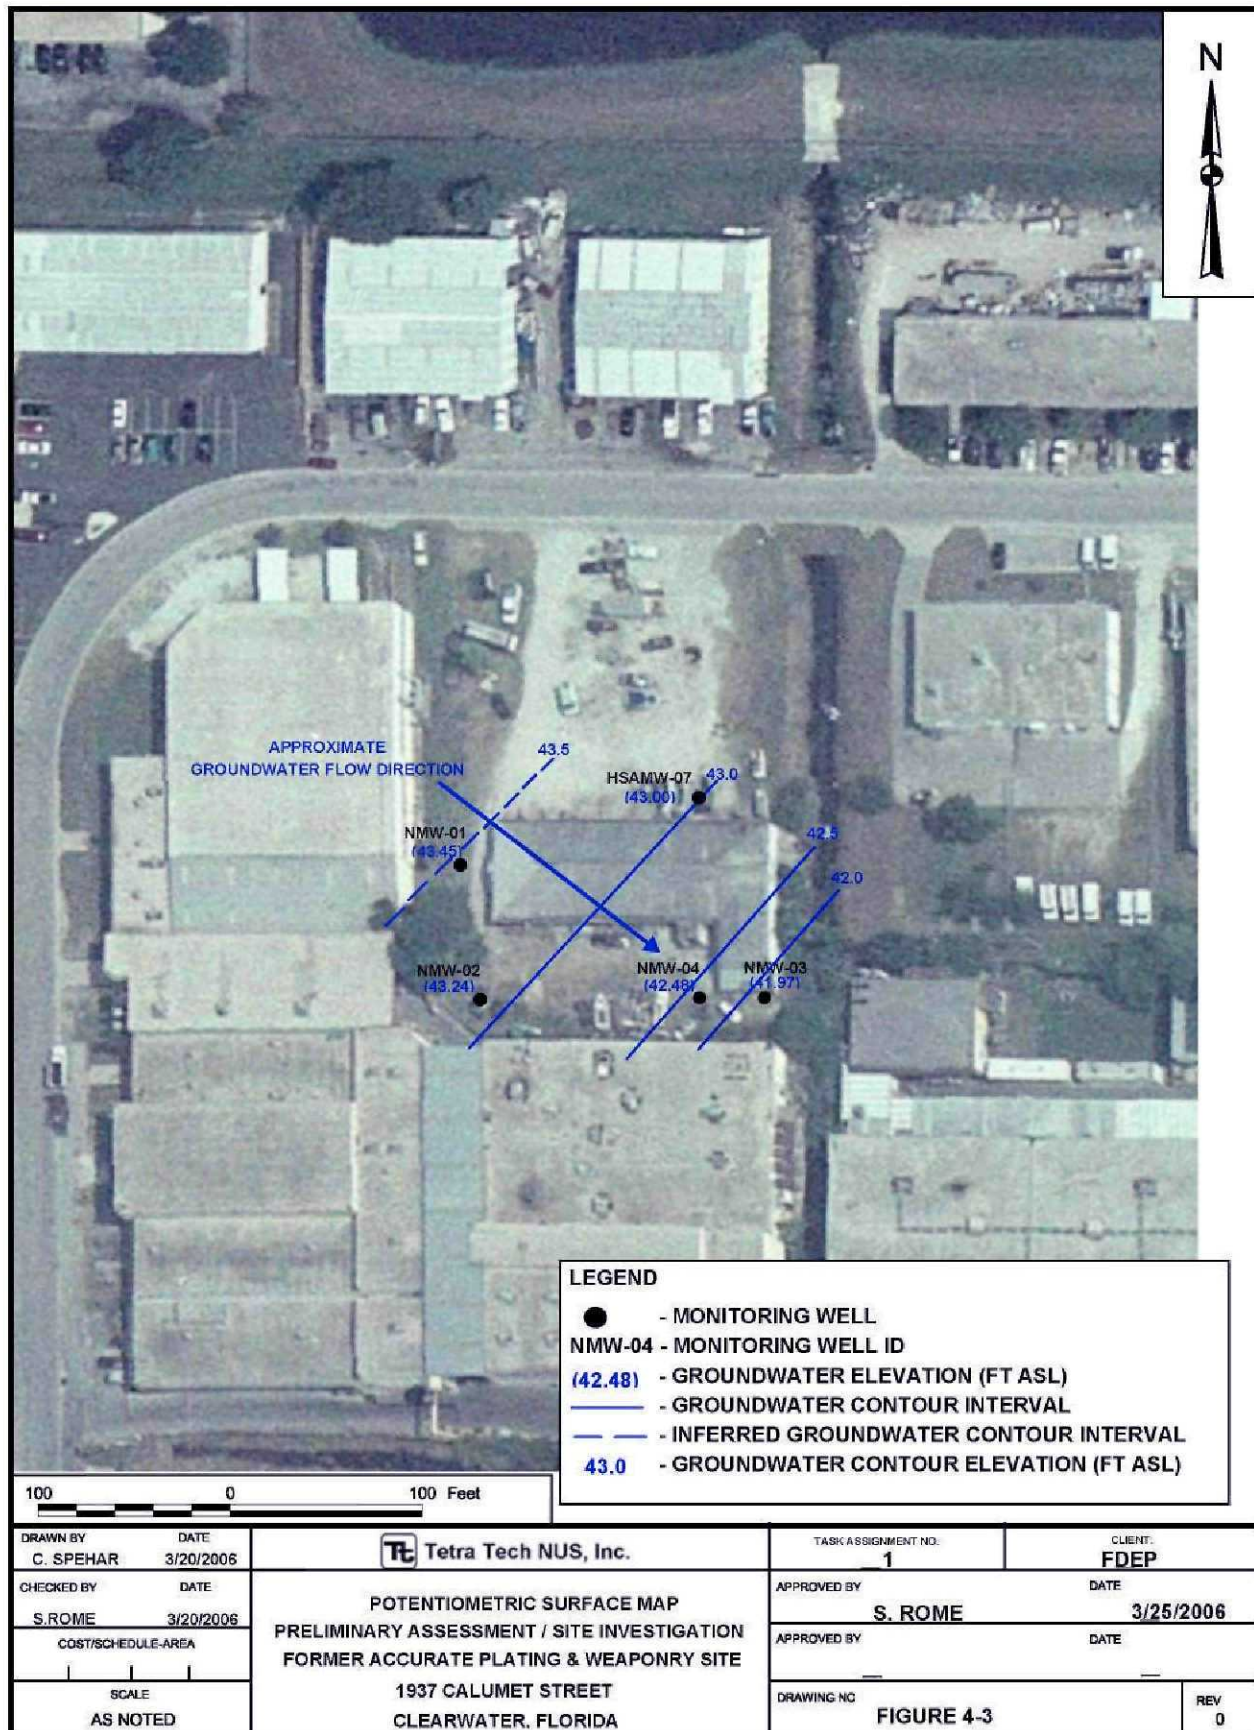 N
APPROXIMATE
GROUNDWATER FLOW DIRECTION
43.5
HSAMW-07
(43.00)
43.0
NMW-01
(43.45)
42.5
42.0
NMW-02
(43.24)
NMW-04
(42.48)
NMW-03
(41.97)
LEGEND
- MONITORING WELL
NMW-04 - MONITORING WELL ID
(42.48) - GROUNDWATER ELEVATION (FT ASL)
- GROUNDWATER CONTOUR INTERVAL
- INFERRED GROUNDWATER CONTOUR INTERVAL
43.0 - GROUNDWATER CONTOUR ELEVATION (FT ASL)
100 0 100 Feet
DRAWN BY DATE
C. SPEHAR 3/20/2006
CHECKED BY DATE
S.ROME 3/20/2006
COST/SCHEDULE-AREA
SCALE
AS NOTED
Tt Tetra Tech NUS, Inc.
POTENTIOMETRIC SURFACE MAP
PRELIMINARY ASSESSMENT / SITE INVESTIGATION
FORMER ACCURATE PLATING & WEAPONRY SITE
1937 CALUMET STREET
CLEARWATER, FLORIDA
TASK ASSIGNMENT NO.
1
CLIENT:
FDEP
APPROVED BY DATE
S. ROME 3/25/2006
APPROVED BY DATE
DRAWING NO
FIGURE 4-3
REV
0